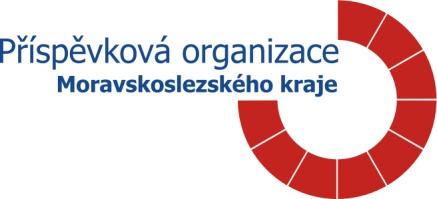 Příspěvková organizace
Moravskoslezského kraje